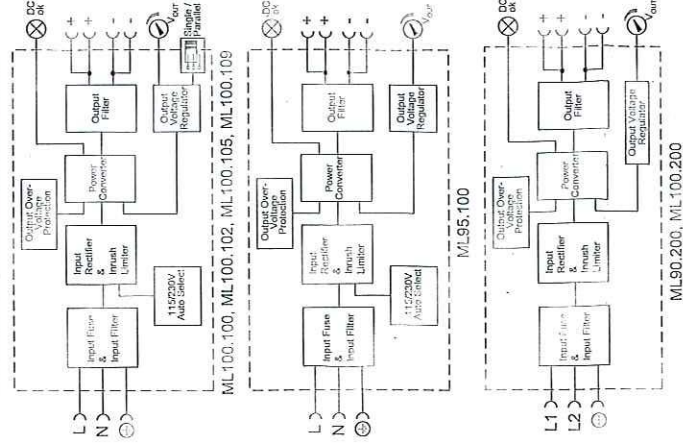 L
N
Input Fuse
&
Input Filter
Input
Rectifier
&
Inrush
Limiter
115/230V
Auto Select
Output Over-
Voltage
Protection
Power
Converter
Output
Filter
Output
Voltage
Regulator
DC
ok
+
+
-
-
Vout
Single /
Parallel
ML100.100, ML100.102, ML100.105, ML100.109
L
N
Input Fuse
&
Input Filter
Input
Rectifier
&
Inrush
Limiter
115/230V
Auto Select
Output Over-
Voltage
Protection
Power
Converter
Output
Filter
Output
Voltage
Regulator
DC
ok
+
+
-
-
Vout
ML95.100
L1
L2
Input Fuse
&
Input Filter
Input
Rectifier
&
Inrush
Limiter
Output Over-
Voltage
Protection
Power
Converter
Output
Filter
Output Voltage
Regulator
DC
ok
+
+
-
-
Vout
ML90.200, ML100.200